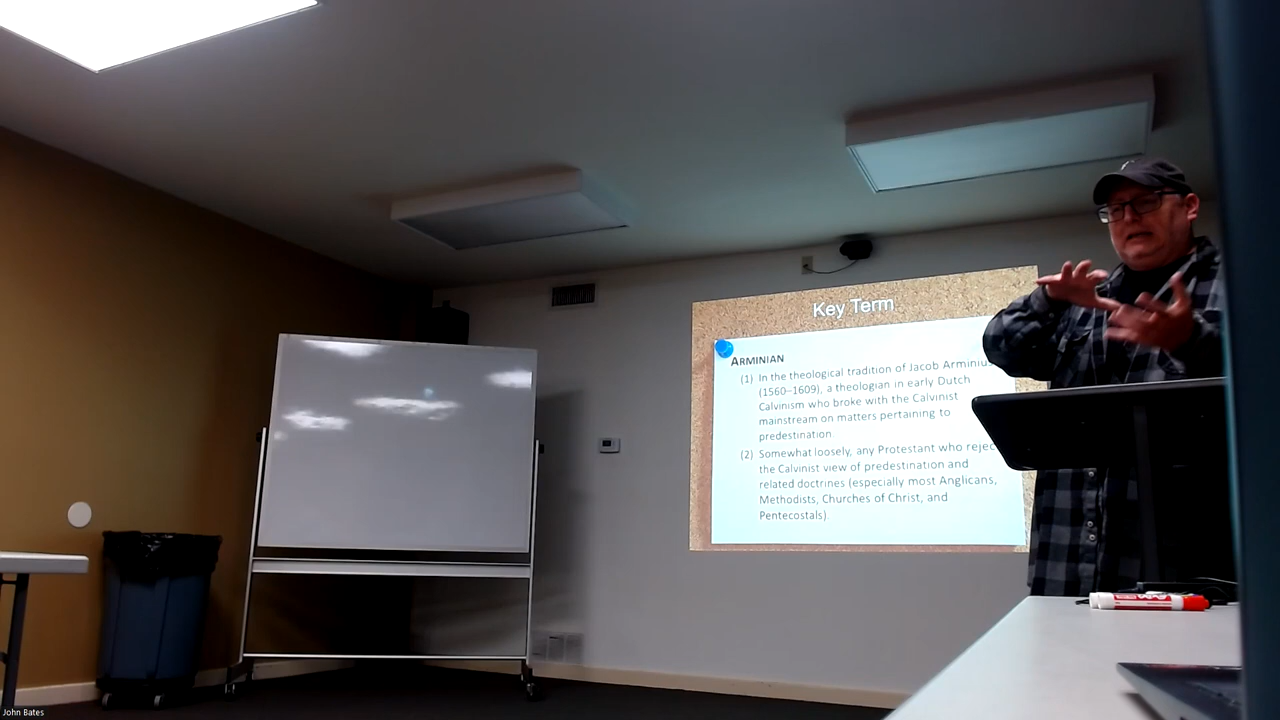 Key Term
ARMINIAN
(1) In the theological tradition of Jacob Arminius
(1560–1609), a theologian in early Dutch
Calvinism who broke with the Calvinist
mainstream on matters pertaining to
predestination.
(2) Somewhat loosely, any Protestant who rejec
the Calvinist view of predestination and
related doctrines (especially most Anglicans,
Methodists, Churches of Christ, and
Pentecostals).
John Bates